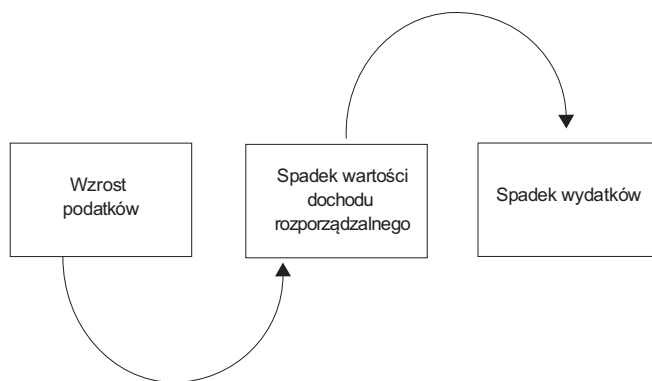 Wzrost
podatków
Spadek wartości
dochodu
rozporządzalnego
Spadek wydatków